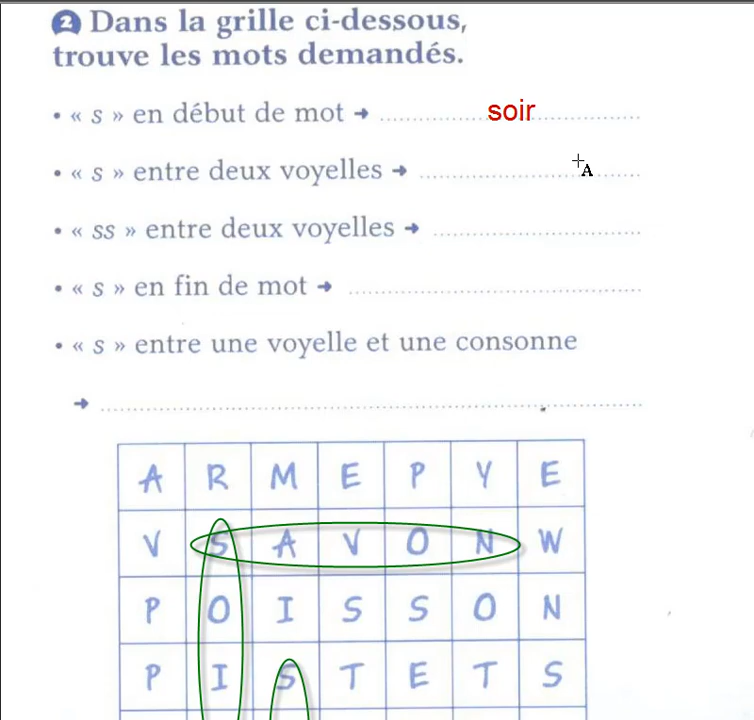 2 Dans la grille ci-dessous,
trouve les mots demandés.
• « s » en début de mot → soir
• « s » entre deux voyelles →
• « ss » entre deux voyelles →
• « s » en fin de mot →
• « s » entre une voyelle et une consonne
→
A R M E P Y E
V S A V O N W
P O I S S O N
P I S T E T S